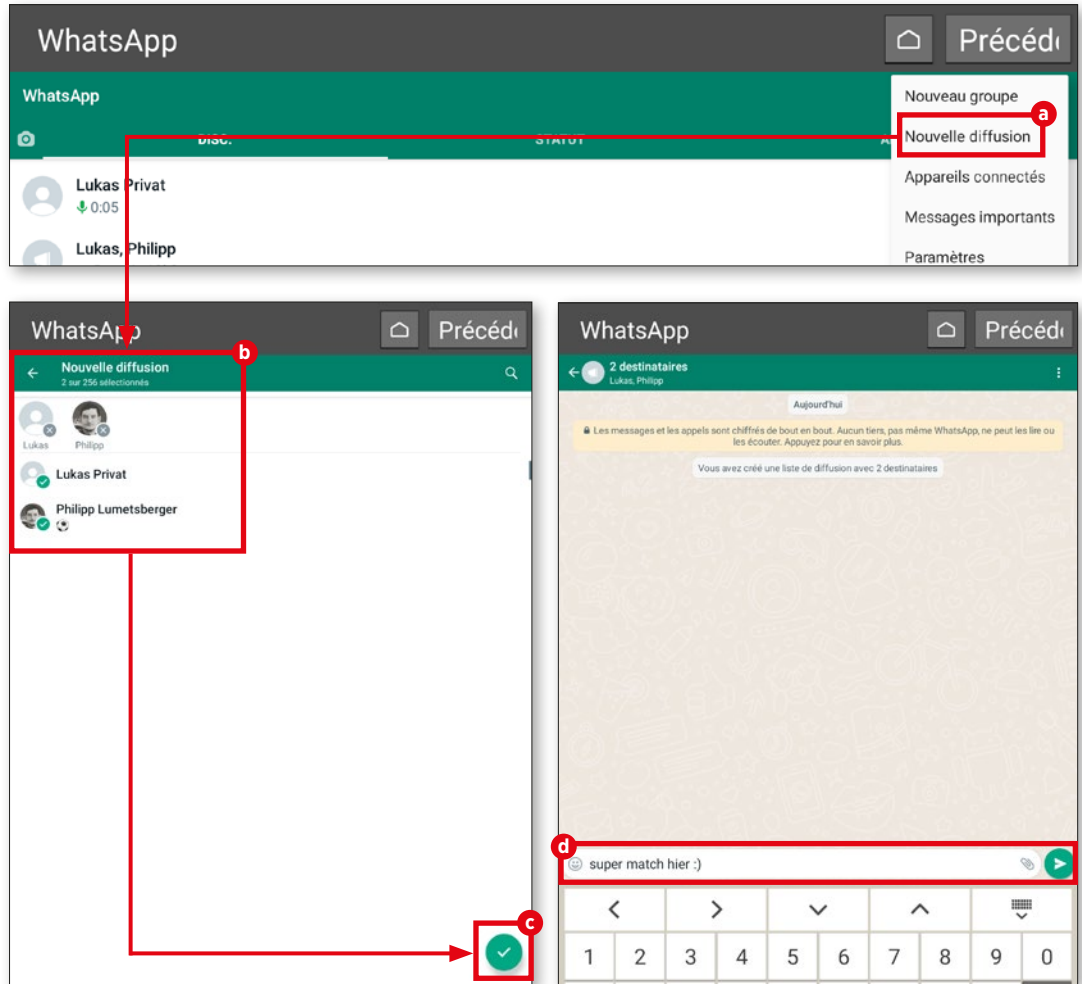 WhatsApp
Précéd
WhatsApp
Nouveau groupe
a
DISC.
STATUT
Nouvelle diffusion
Appareils connectés
Lukas Privat
0:05
Messages importants
Lukas, Philipp
Paramètres
WhatsApp
Précéd
b
Nouvelle diffusion
2 sur 256 sélectionnés
Lukas
Philipp
Lukas Privat
Philipp Lumetsberger
c
WhatsApp
Précéd
2 destinataires
Lukas, Philipp
Aujourd'hui
Les messages et les appels sont chiffrés de bout en bout. Aucun tiers, pas même WhatsApp, ne peut les lire ou
les écouter. Appuyez pour en savoir plus.
Vous avez créé une liste de diffusion avec 2 destinataires
d
super match hier :)
1 2 3 4 5 6 7 8 9 0